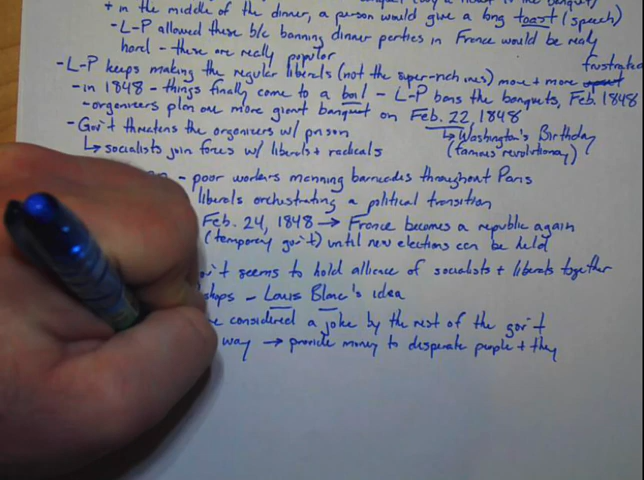 + in the middle of the dinner, a person would give a long toast (speech)
- L-P allowed these b/c banning dinner parties in France would be really
hard - these are really popular
- L-P keeps making the regular liberals (not the super-rich ones) more + more frustrated
- in 1848 - things finally come to a boil - L-P bans the banquets, Feb. 1848
- organizers plan one more giant banquet on Feb. 22, 1848
- Gov't threatens the organizers w/ prison
↳ Washington's Birthday
(famous revolutionary)
↳ socialists join forces w/ liberals + radicals
- poor workers manning barricades throughout Paris
liberals orchestrating a political transition
Feb. 24, 1848 → France becomes a republic again
(temporary gov't) until new elections can be held
gov't seems to hold alliance of socialists + liberals together
- Louis Blanc's idea
considered a joke by the rest of the gov't
way → provide money to desperate people + they